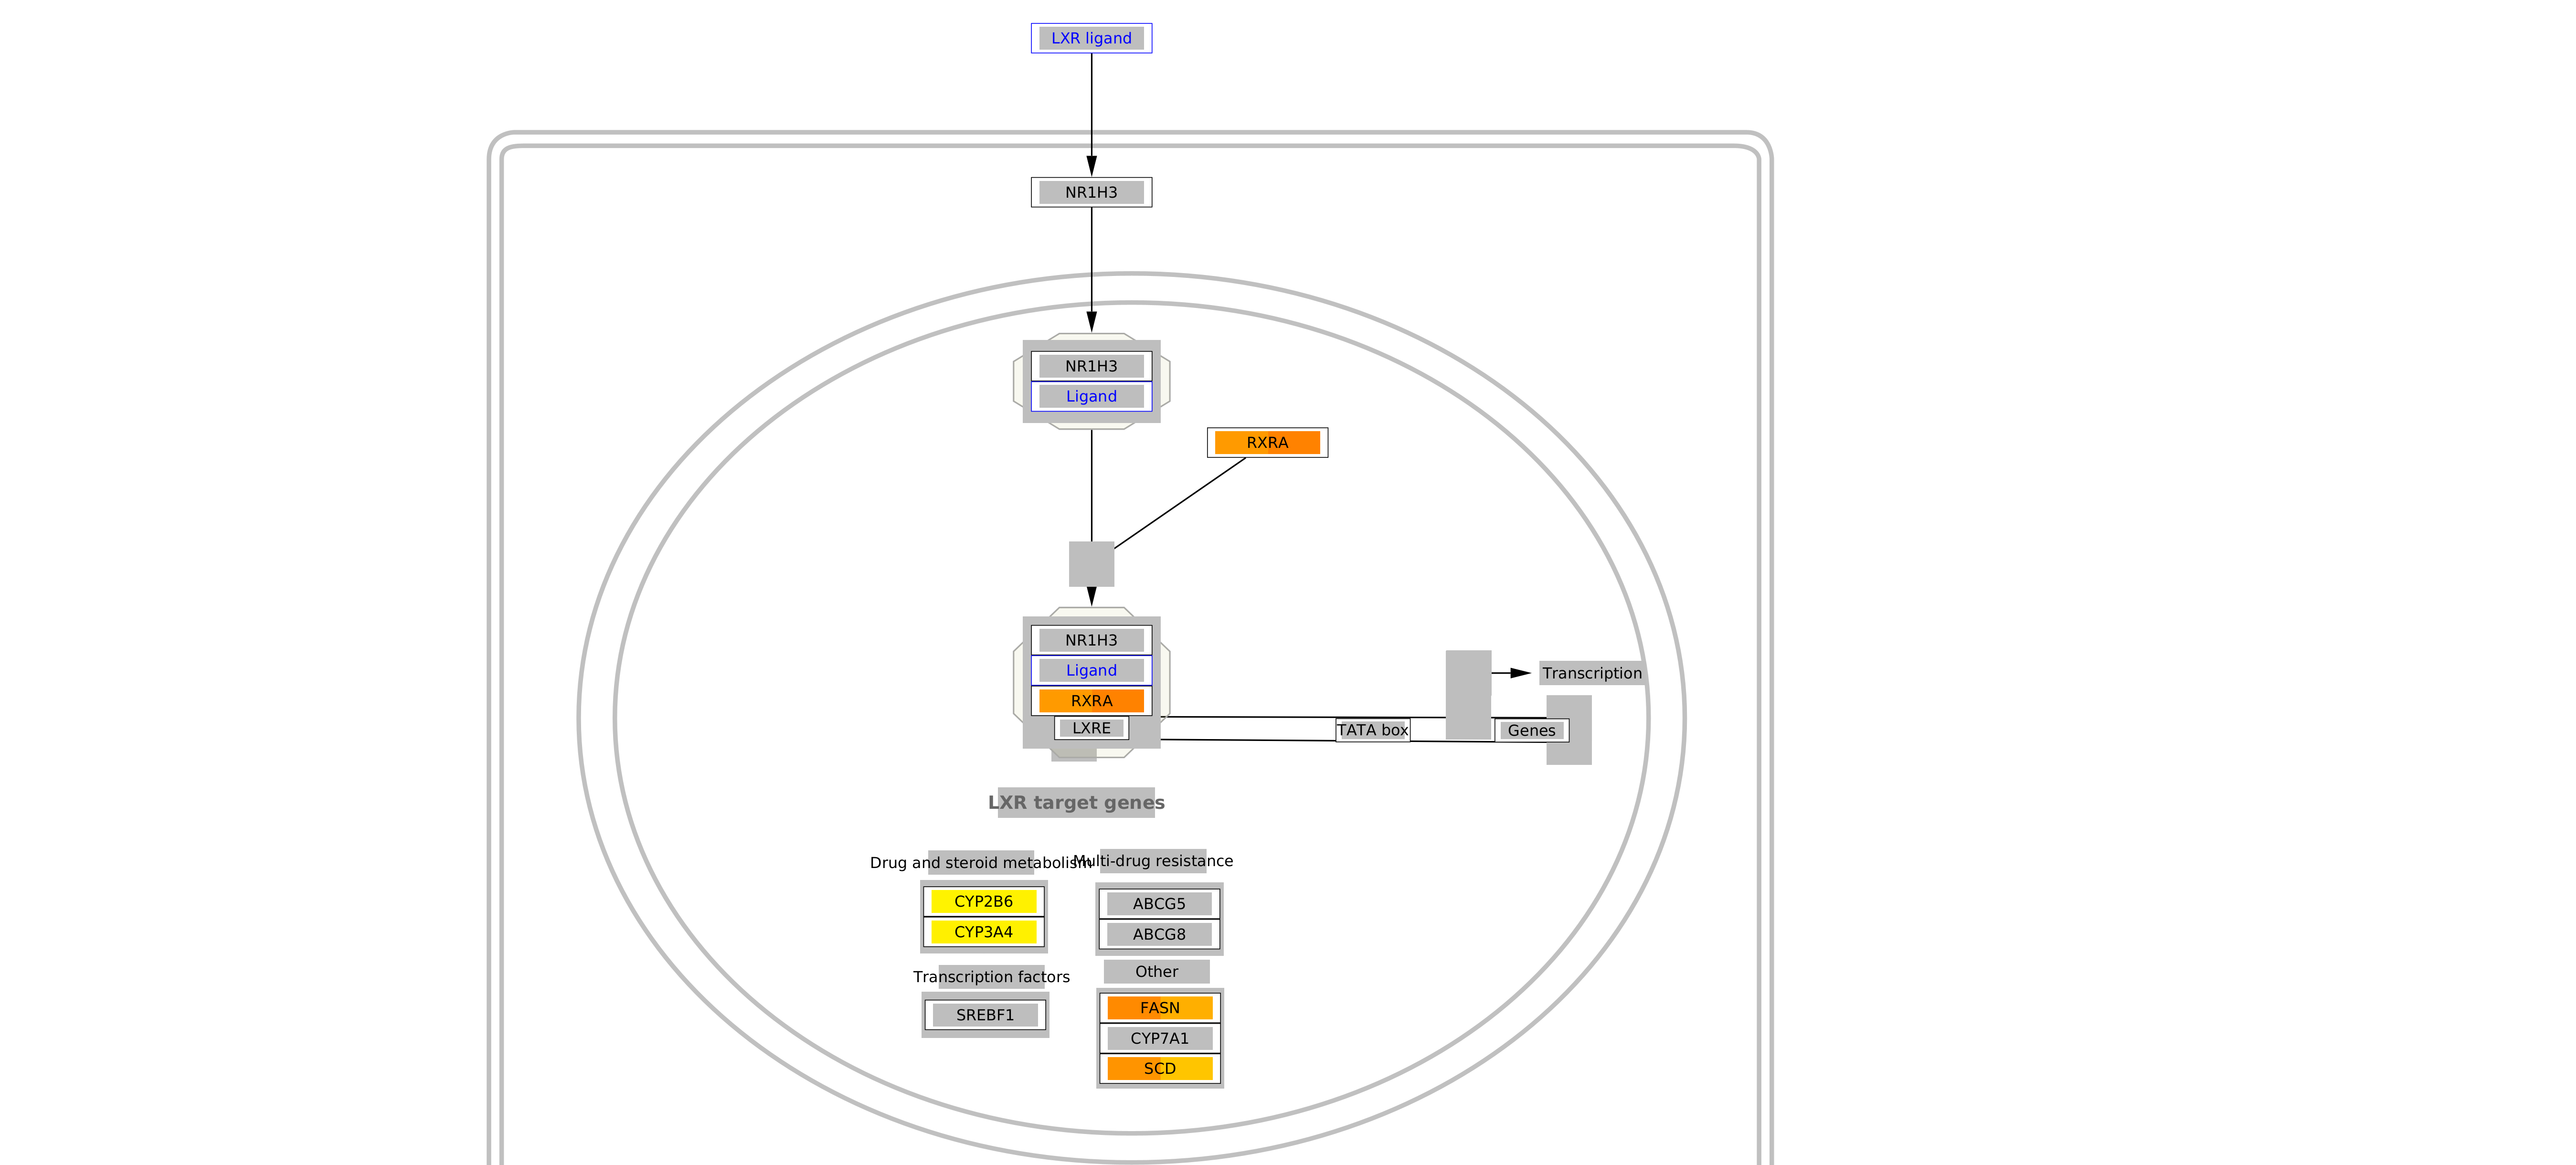 LXR ligand
NR1H3
NR1H3
Ligand
RXRA
NR1H3
Ligand
RXRA
LXRE
Transcription
TATA box
Genes
LXR target genes
Drug and steroid metabolism
Multi-drug resistance
CYP2B6
CYP3A4
ABCG5
ABCG8
Transcription factors
SREBF1
Other
FASN
CYP7A1
SCD